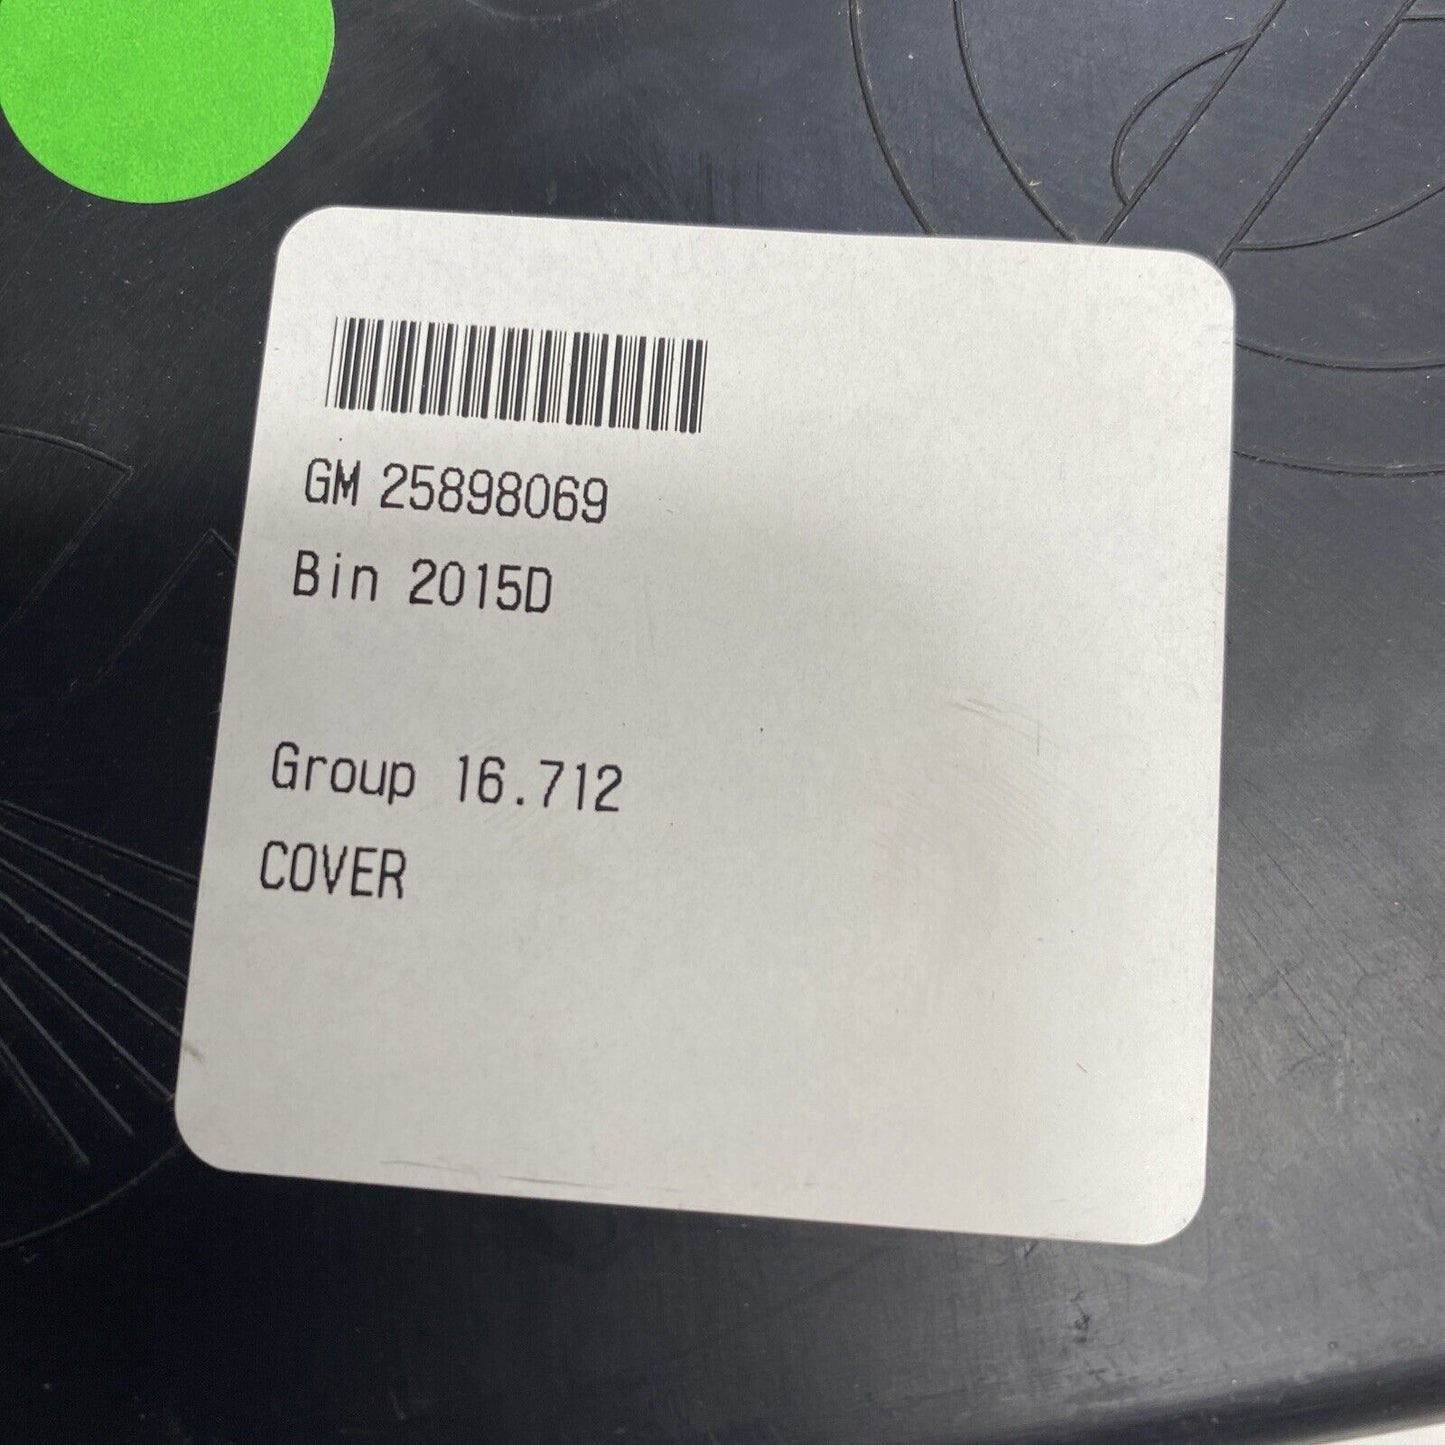 GM 25898069
Bin 2015D
Group 16.712
COVER